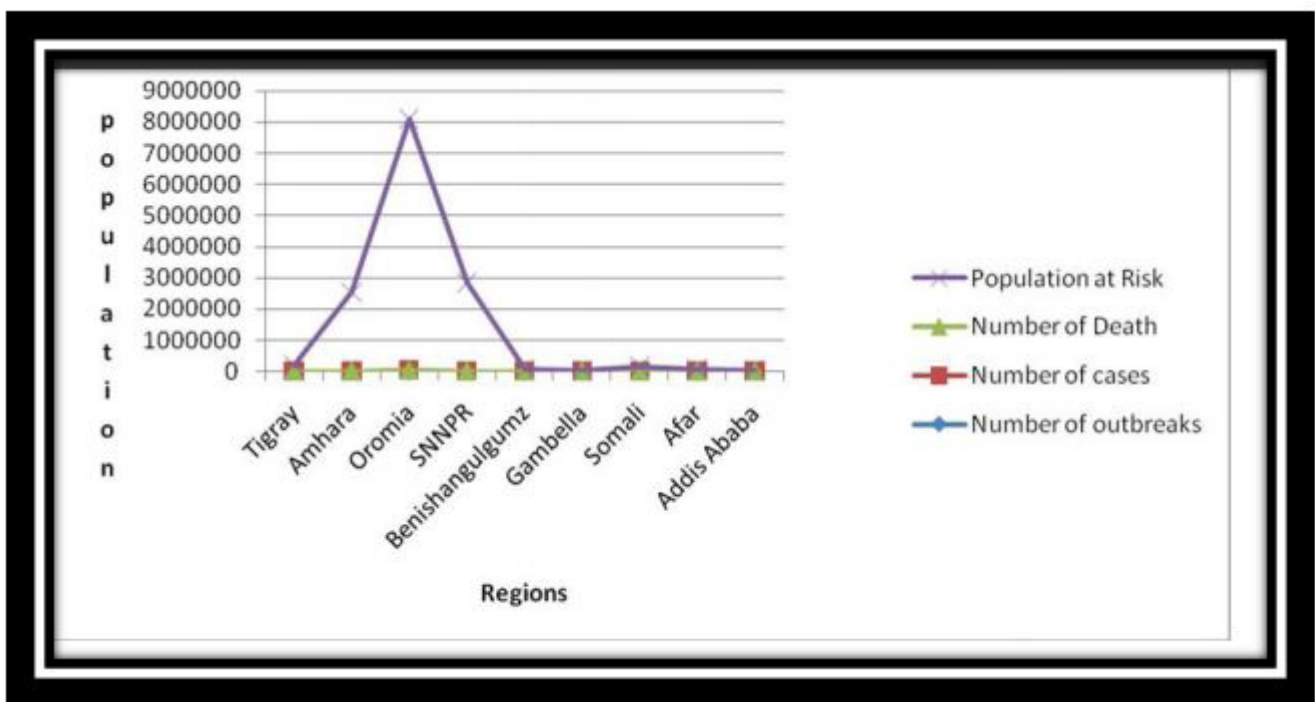 9000000
8000000
7000000
6000000
5000000
4000000
3000000
2000000
1000000
0
population
Tigray
Amhara
Oromia
SNNPR
Benishangulgumz
Gambella
Somali
Afar
Addis Ababa
Regions
Population at Risk
Number of Death
Number of cases
Number of outbreaks